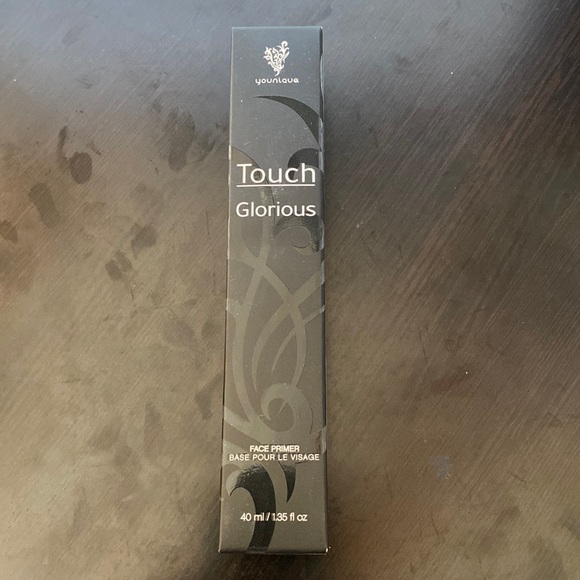 younique
Touch
Glorious
FACE PRIMER
BASE POUR LE VISAGE
40 ml / 1.35 fl oz